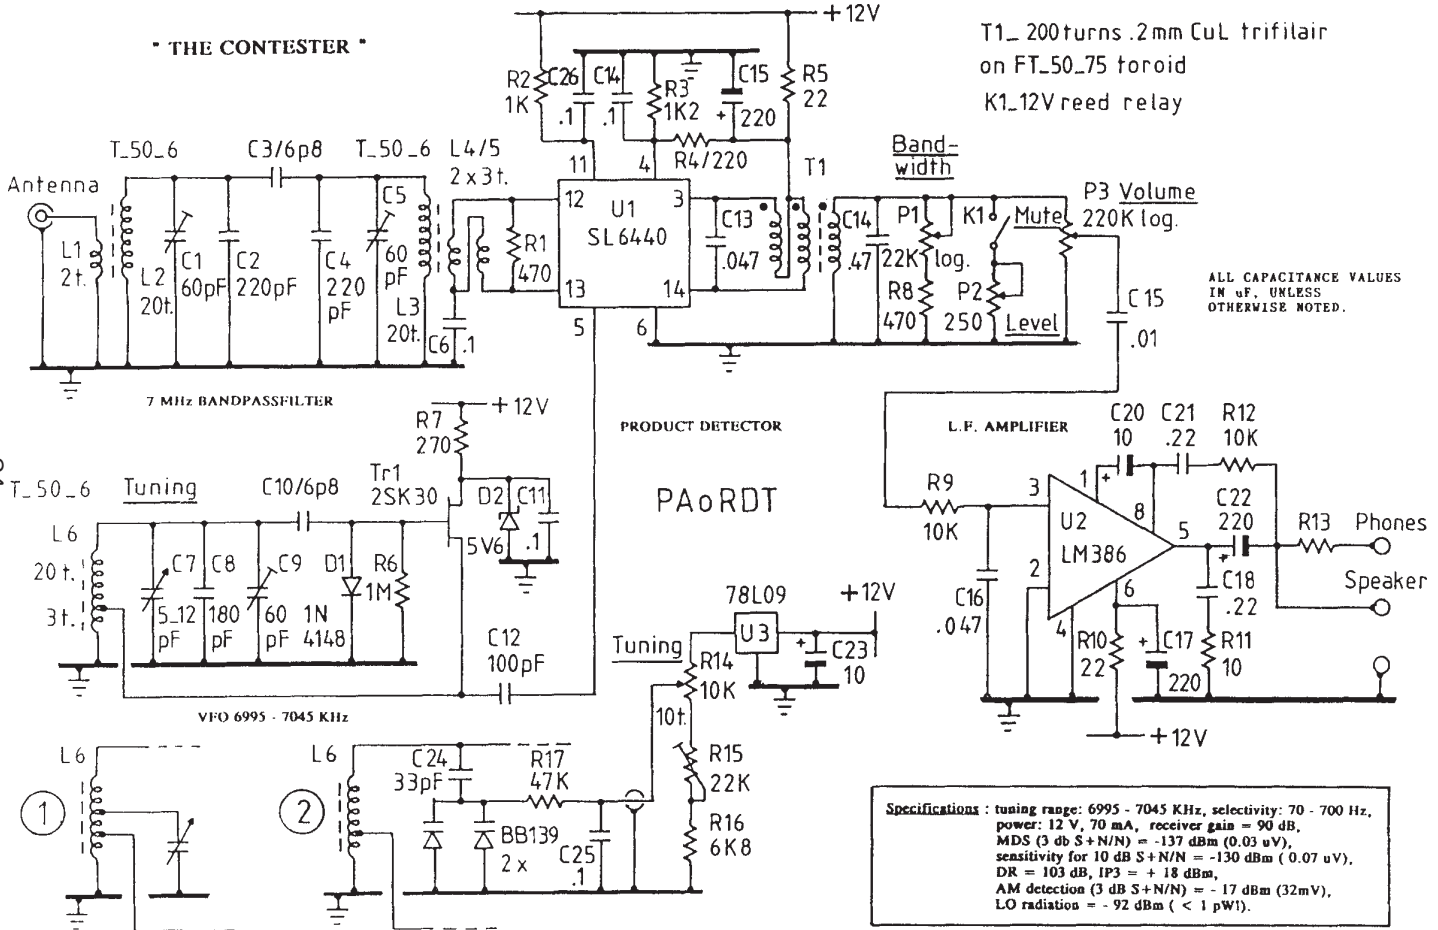 " THE CONTESTER "
+12V
T1_ 200 turns .2mm CuL trifilair
on FT_50_75 toroid
K1_12V reed relay
R2
1K
C26
.1
C14
.1
R3
1K2
C15
+
220
R5
22
R4/220
T_50_6
C3/6p8
T_50_6
L4/5
2x3t.
11
4
T1
Band-
width
Antenna
C5
12
3
U1
SL6440
13
14
5
6
P3 Volume
220K log.
L1
2t.
L2
20t.
C1
60pF
C2
220pF
C4
220
pF
60
pF
L3
20t.
R1
470
C6
.1
C13
.047
C14
.47
P1
22K log.
R8
470
K1
Mute
P2
250
Level
C15
.01
ALL CAPACITANCE VALUES
IN uF, UNLESS
OTHERWISE NOTED.
7 MHz BANDPASSFILTER
PRODUCT DETECTOR
L.F. AMPLIFIER
R7
270
+12V
Tr1
2SK30
D2
5V6
C11
.1
PAoRDT
T_50_6
Tuning
C10/6p8
L6
20t.
3t.
C7
5_12
pF
C8
180
pF
C9
60
pF
D1
1N
4148
R6
1M
C12
100pF
VFO 6995 - 7045 KHz
R9
10K
C16
.047
3
2
U2
LM386
1
8
5
6
4
C20
10
+
C21
.22
R12
10K
C22
220
+
R13
Phones
Speaker
C18
.22
R11
10
R10
22
C17
+
220
+12V
78L09
U3
+12V
+
C23
10
Tuning
R14
10K
10t.
R15
22K
R16
6K8
L6
1
L6
2
C24
33pF
R17
47K
BB139
2x
C25
.1
Specifications : tuning range: 6995 - 7045 KHz, selectivity: 70 - 700 Hz,
power: 12 V, 70 mA, receiver gain = 90 dB,
MDS (3 db S+N/N) = -137 dBm (0.03 uV),
sensitivity for 10 dB S+N/N = -130 dBm ( 0.07 uV),
DR = 103 dB, IP3 = + 18 dBm,
AM detection (3 dB S+N/N) = - 17 dBm (32mV),
LO radiation = - 92 dBm ( < 1 pW!).